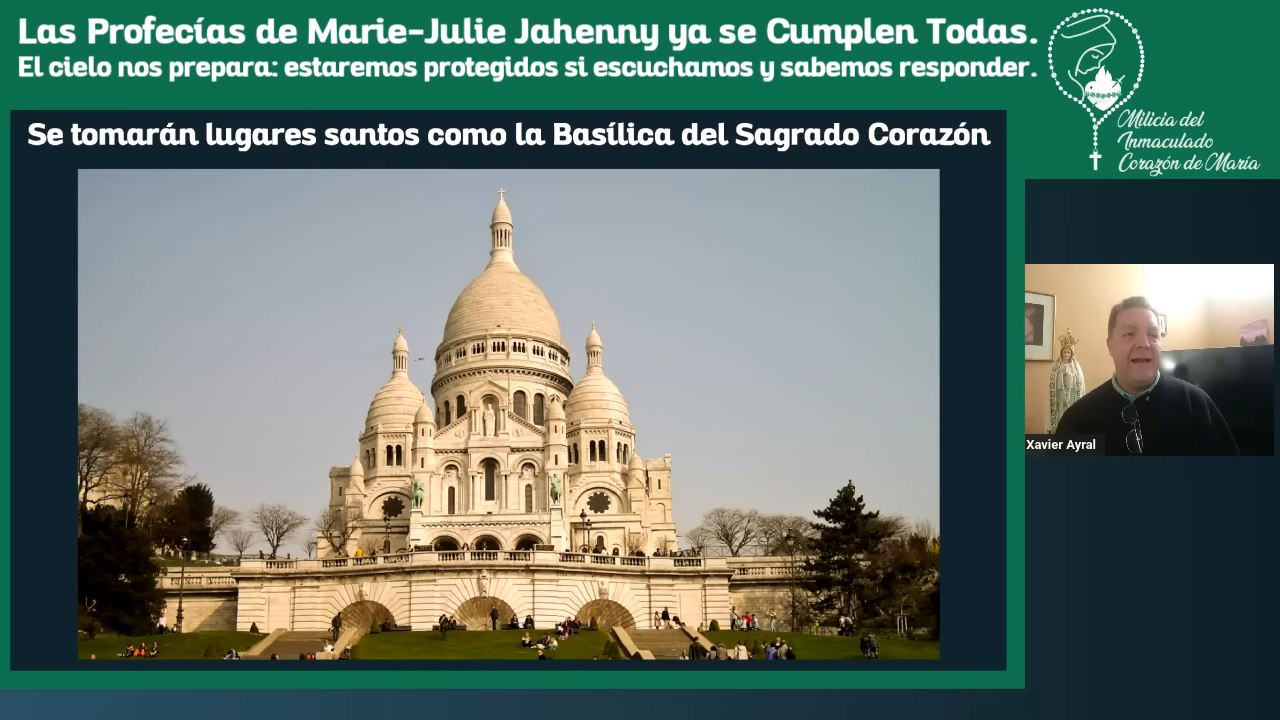 Las Profecías de Marie-Julie Jahenny ya se Cumplen Todas.
El cielo nos prepara: estaremos protegidos si escuchamos y sabemos responder.
Milicia del
Inmaculado
Corazón de María
Se tomarán lugares santos como la Basílica del Sagrado Corazón
Xavier Ayral